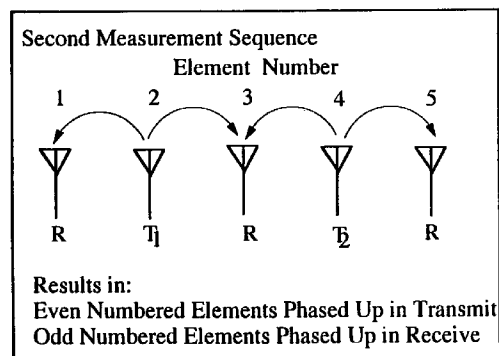 Second Measurement Sequence
Element Number
1 2 3 4 5
R T1 R T2 R
Results in:
Even Numbered Elements Phased Up in Transmit
Odd Numbered Elements Phased Up in Receive